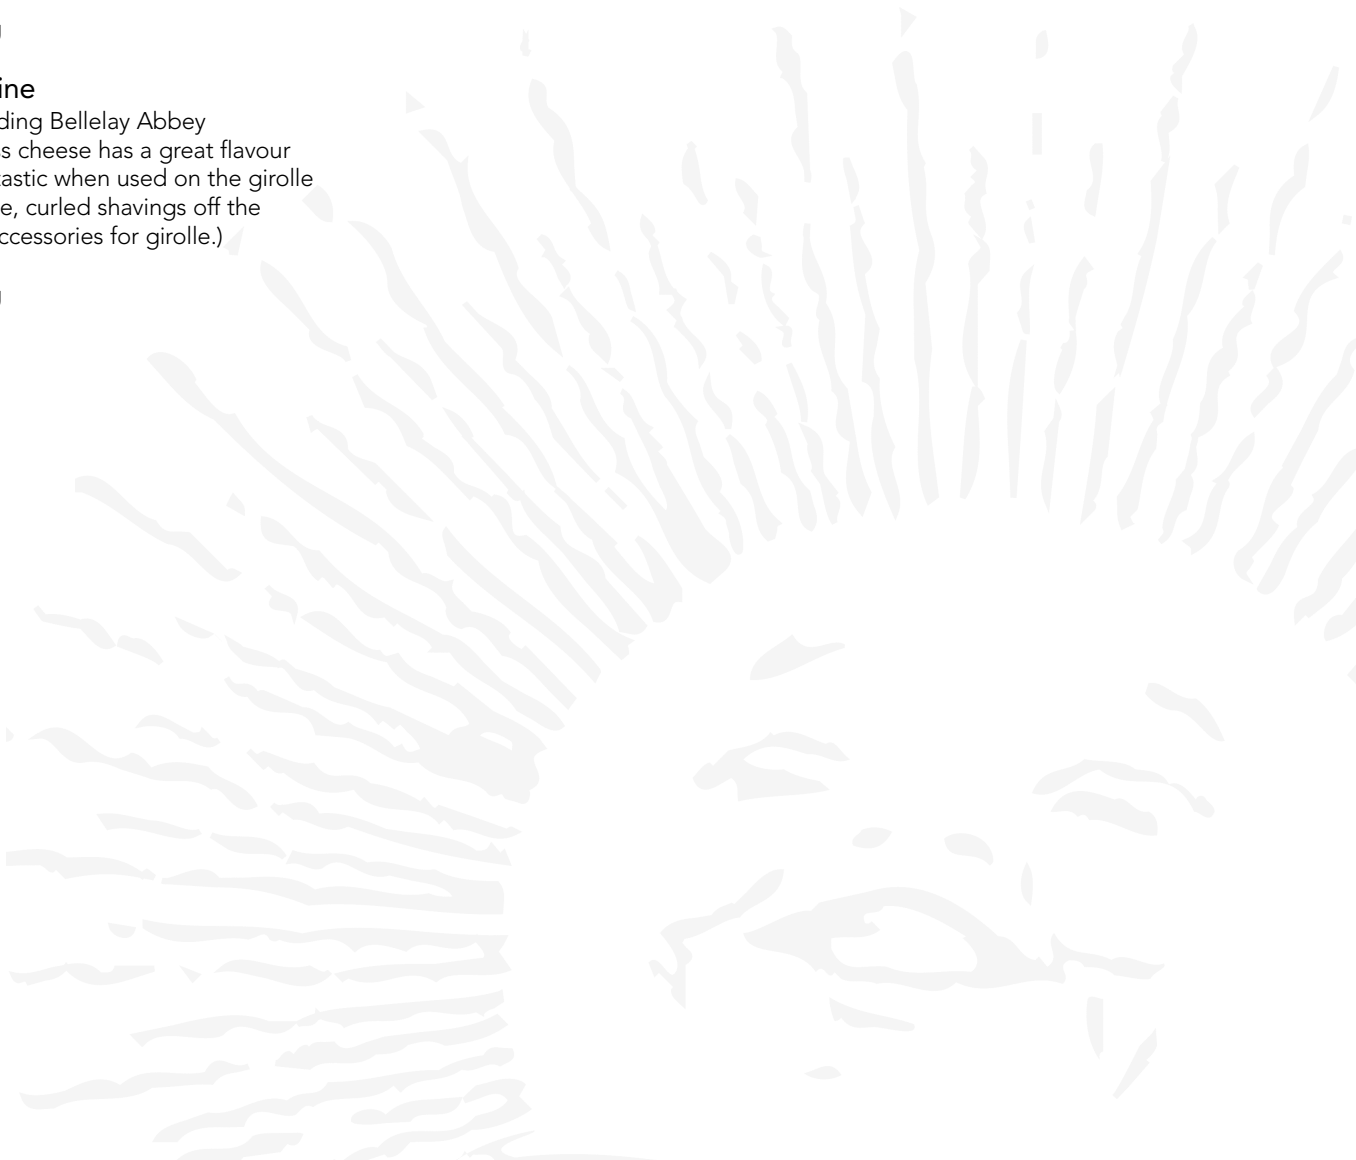 ine
ding Bellelay Abbey
s cheese has a great flavour
tastic when used on the girolle
e, curled shavings off the
ccessories for girolle.)